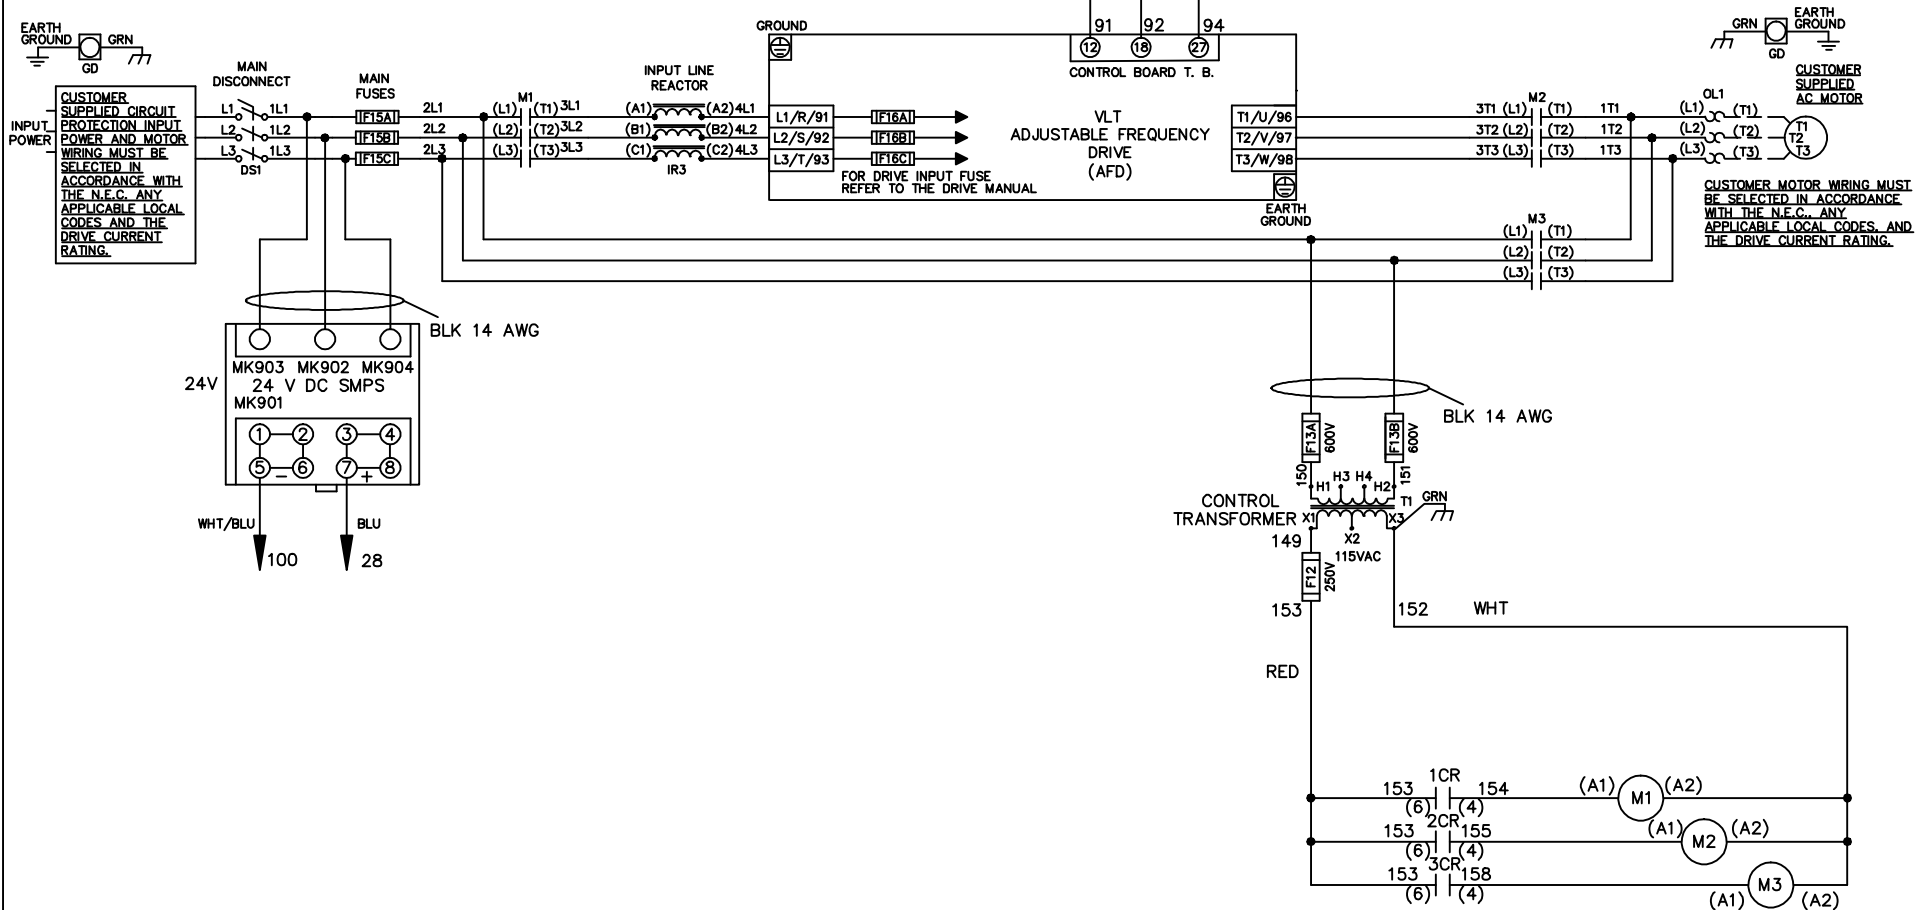 91 92 94
GROUND
12 18 27
CONTROL BOARD T. B.
EARTH
GROUND
GRN
GD
GRN
EARTH
GROUND
GD
CUSTOMER
SUPPLIED
AC MOTOR
MAIN
DISCONNECT
MAIN
FUSES
INPUT LINE
REACTOR
INPUT
POWER
CUSTOMER
SUPPLIED CIRCUIT
PROTECTION INPUT
POWER AND MOTOR
WIRING MUST BE
SELECTED IN
ACCORDANCE WITH
THE N.E.C. ANY
APPLICABLE LOCAL
CODES AND THE
DRIVE CURRENT
RATING.
M1
L1 1L1 F15A 2L1 (L1) (T1) 3L1 (A1) (A2) 4L1 L1/R/91 F16A
L2 1L2 F15B 2L2 (L2) (T2) 3L2 (B1) (B2) 4L2 L2/S/92 F16B
L3 1L3 F15C 2L3 (L3) (T3) 3L3 (C1) (C2) 4L3 L3/T/93 F16C
DS1
IR3
FOR DRIVE INPUT FUSE
REFER TO THE DRIVE MANUAL
VLT
ADJUSTABLE FREQUENCY
DRIVE
(AFD)
M2
OL1
T1/U/96 3T1 (L1) (T1) 1T1 (L1) (T1) T1
T2/V/97 3T2 (L2) (T2) 1T2 (L2) (T2) T2
T3/W/98 3T3 (L3) (T3) 1T3 (L3) (T3) T3
EARTH
GROUND
CUSTOMER MOTOR WIRING MUST
BE SELECTED IN ACCORDANCE
WITH THE N.E.C., ANY
APPLICABLE LOCAL CODES, AND
THE DRIVE CURRENT RATING.
M3
(L1) (T1)
(L2) (T2)
(L3) (T3)
BLK 14 AWG
MK903 MK902 MK904
24V
24 V DC SMPS
MK901
1 2 3 4
5 6 7 8
− +
WHT/BLU
BLU
100
28
BLK 14 AWG
F13A 600V
F13B 600V
150 151
H1 H3 H4 H2
T1
GRN
CONTROL
TRANSFORMER
X1 X3
X2
115VAC
149
F12 250V
153 152 WHT
RED
1CR
153 154 (A1) M1 (A2)
(6) (4)
2CR
153 155 (A1) M2 (A2)
(6) (4)
3CR
153 158 M3
(6) (4) (A1) (A2)